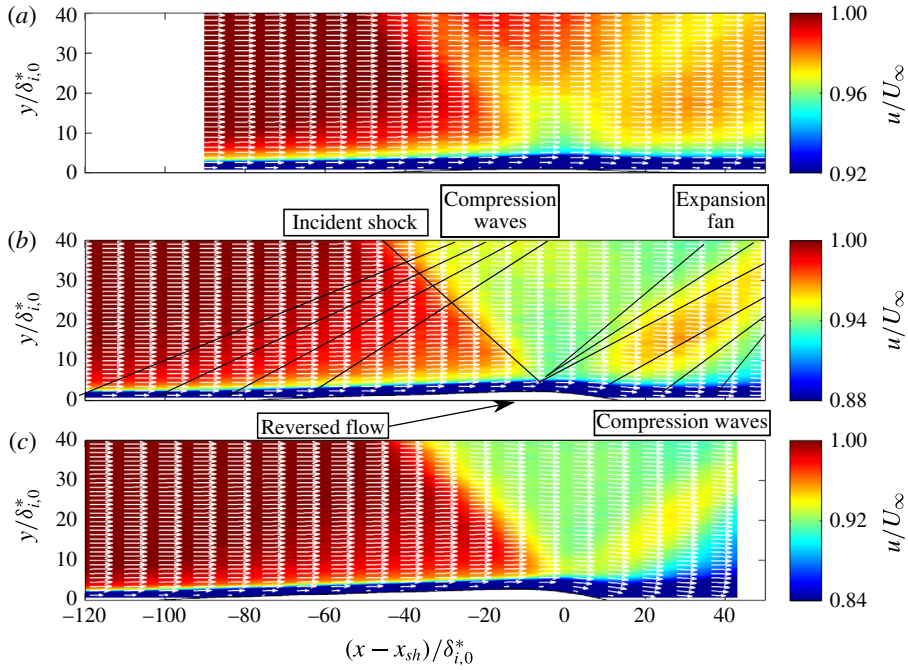 (a)
40
30
20
10
0
y/δ*i,0
1.00
0.96
0.92
u/U∞
Incident shock
Compression
waves
Expansion
fan
(b)
40
30
20
10
0
y/δ*i,0
1.00
0.94
0.88
u/U∞
Reversed flow
Compression waves
(c)
40
30
20
10
0
y/δ*i,0
1.00
0.92
0.84
u/U∞
−120 −100 −80 −60 −40 −20 0 20 40
(x − xsh)/δ*i,0